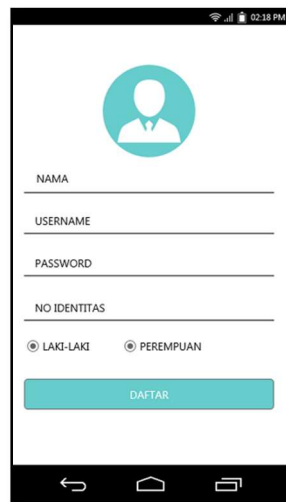 02:18 PM
NAMA
USERNAME
PASSWORD
NO IDENTITAS
LAKI-LAKI PEREMPUAN
DAFTAR